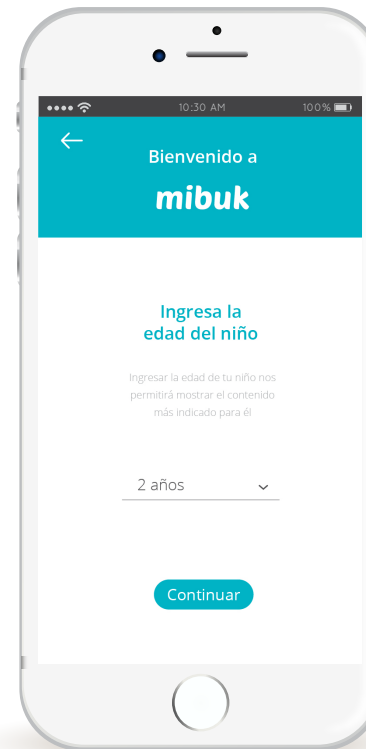 10:30 AM
100%
Bienvenido a
mibuk
Ingresa la
edad del niño
Ingresar la edad de tu niño nos
permitirá mostrar el contenido
más indicado para él
2 años
Continuar